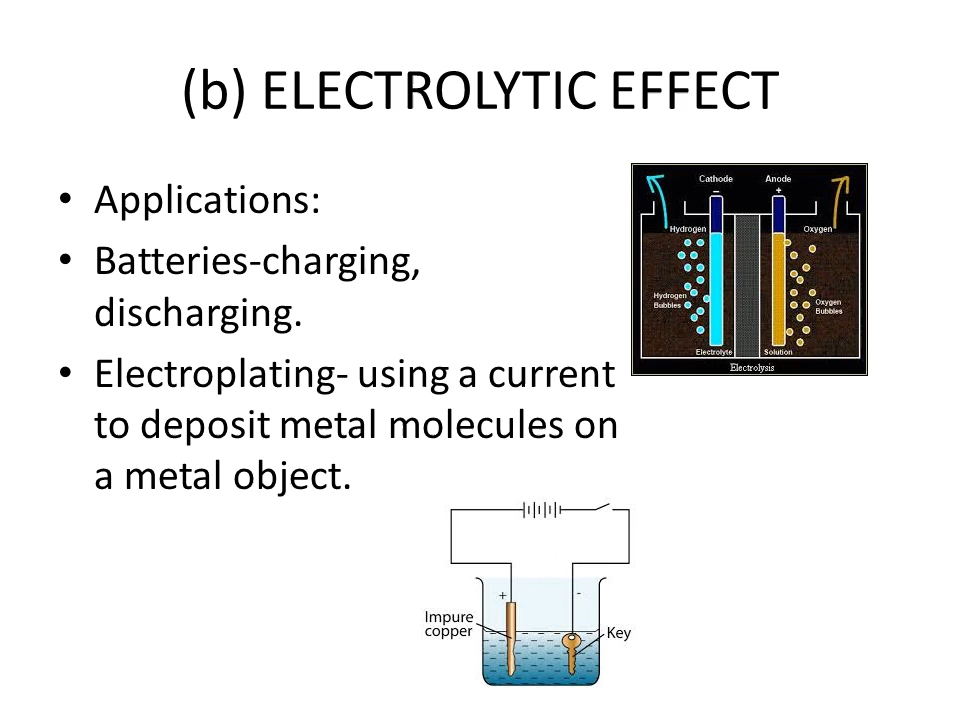 (b) ELECTROLYTIC EFFECT
• Applications:
• Batteries-charging,
discharging.
• Electroplating- using a current
to deposit metal molecules on
a metal object.
Cathode Anode
− +
Hydrogen Oxygen
Hydrogen
Bubbles
Oxygen
Bubbles
Electrolyte Solution
Electrolysis
+ -
Impure
copper
Key